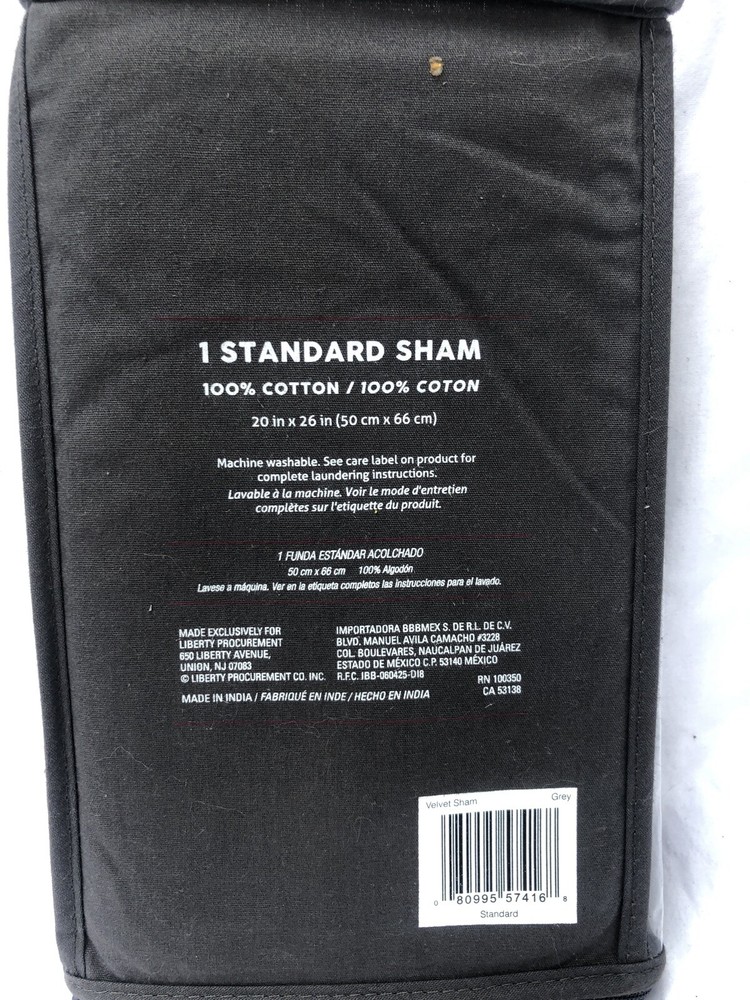 1 STANDARD SHAM
100% COTTON / 100% COTON
20 in x 26 in (50 cm x 66 cm)
Machine washable. See care label on product for
complete laundering instructions.
Lavable à la machine. Voir le mode d'entretien
complètes sur l'etiquette du produit.
1 FUNDA ESTÁNDAR ACOLCHADO
50 cm x 66 cm 100% Algodón
Lavese a máquina. Ver en la etiqueta completos las instrucciones para el lavado.
MADE EXCLUSIVELY FOR
LIBERTY PROCUREMENT
650 LIBERTY AVENUE,
UNION, NJ 07083
© LIBERTY PROCUREMENT CO. INC.
IMPORTADORA BBBMEX S. DE R.L. DE C.V.
BLVD. MANUEL AVILA CAMACHO #3228
COL. BOULEVARES, NAUCALPAN DE JUÁREZ
ESTADO DE MÉXICO C.P. 53140 MÉXICO
R.F.C. IBB-060425-DI8
RN 100350
CA 53138
MADE IN INDIA / FABRIQUÉ EN INDE / HECHO EN INDIA
Velvet Sham Grey
0 80995 57416 8
Standard